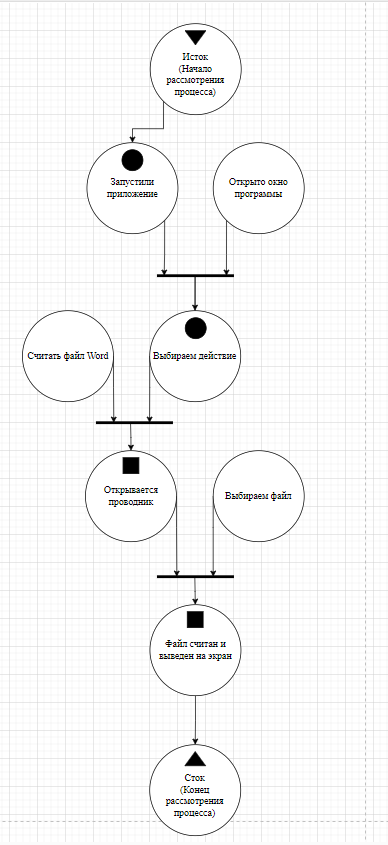 Исток
(Начало
рассмотрения
процесса)
Запустили
приложение
Открыто окно
программы
Считать файл Word
Выбираем действие
Открывается
проводник
Выбираем файл
Файл считан и
выведен на экран
Сток
(Конец
рассмотрения
процесса)